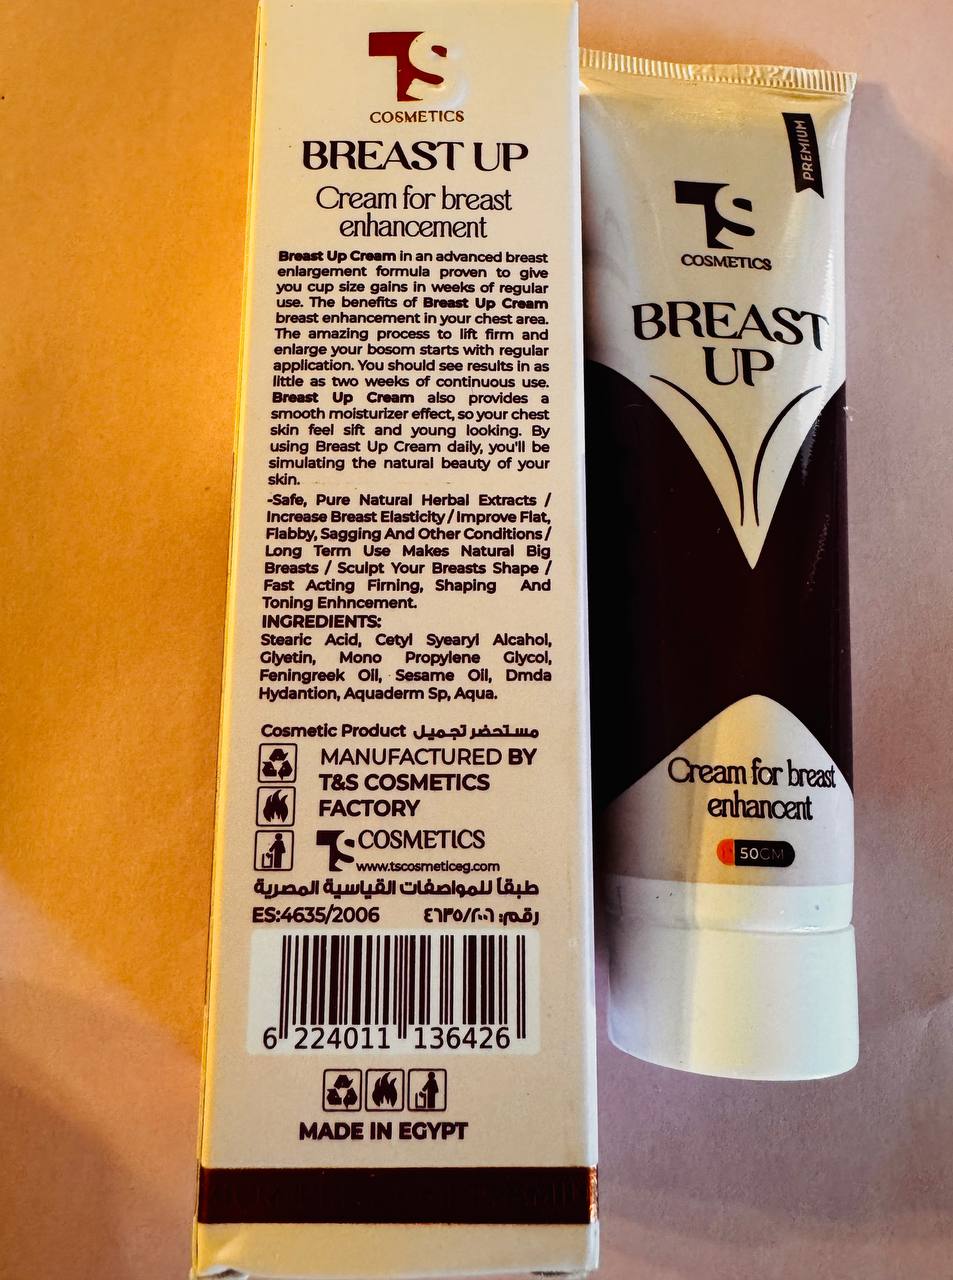 TS
COSMETICS
BREAST UP
Cream for breast
enhancement
Breast Up Cream in an advanced breast
enlargement formula proven to give
you cup size gains in weeks of regular
use. The benefits of Breast Up Cream
breast enhancement in your chest area.
The amazing process to lift firm and
enlarge your bosom starts with regular
application. You should see results in as
little as two weeks of continuous use.
Breast Up Cream also provides a
smooth moisturizer effect, so your chest
skin feel sift and young looking. By
using Breast Up Cream daily, you'll be
simulating the natural beauty of your
skin.
-Safe, Pure Natural Herbal Extracts /
Increase Breast Elasticity / Improve Flat,
Flabby, Sagging And Other Conditions /
Long Term Use Makes Natural Big
Breasts / Sculpt Your Breasts Shape /
Fast Acting Firning, Shaping And
Toning Enhncement.
INGREDIENTS:
Stearic Acid, Cetyl Syearyl Alcohol,
Glyetin, Mono Propylene Glycol,
Feningreek Oil, Sesame Oil, Dmda
Hydantion, Aquaderm Sp, Aqua.
Cosmetic Product مستحضر تجميل
MANUFACTURED BY
T&S COSMETICS
FACTORY
TS COSMETICS
www.tscosmeticeg.com
طبقاً للمواصفات القياسية المصرية
ES:4635/2006 رقم: ٤٦٣٥/٢٠٠٦
6 224011 136426
MADE IN EGYPT
PREMIUM
TS
COSMETICS
BREAST
UP
Cream for breast
enhancent
50GM